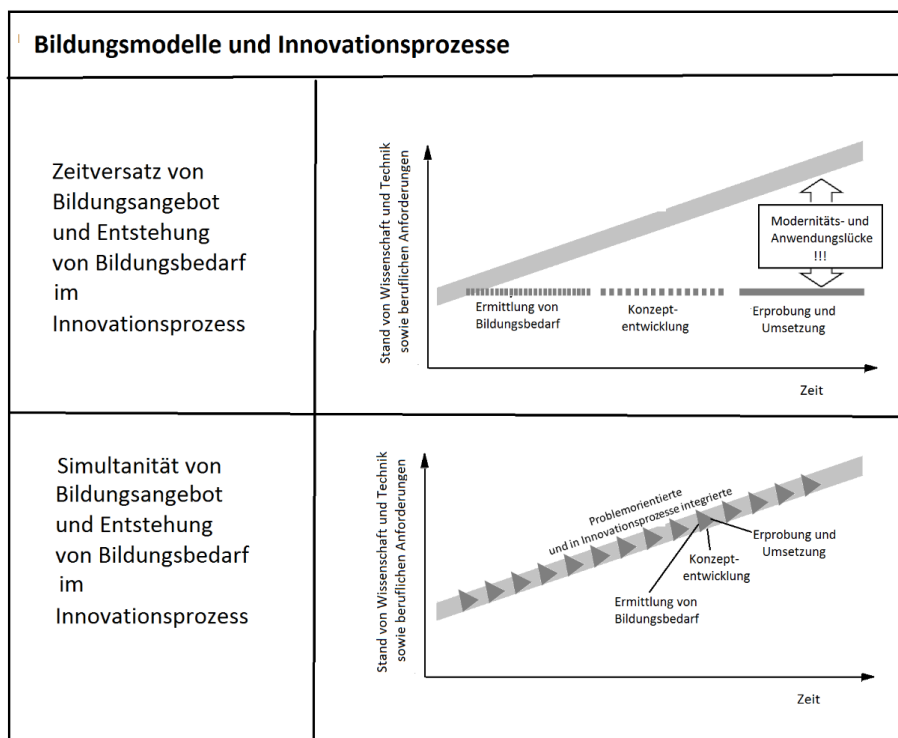 Bildungsmodelle und Innovationsprozesse
Zeitversatz von
Bildungsangebot
und Entstehung
von Bildungsbedarf
im
Innovationsprozess
Stand von Wissenschaft und Technik
sowie beruflichen Anforderungen
Modernitäts- und
Anwendungslücke
!!!
Ermittlung von
Bildungsbedarf
Konzept-
entwicklung
Erprobung und
Umsetzung
Zeit
Simultanität von
Bildungsangebot
und Entstehung
von Bildungsbedarf
im
Innovationsprozess
Stand von Wissenschaft und Technik
sowie beruflichen Anforderungen
Problemorientierte
und in Innovationsprozesse integrierte
Erprobung und
Umsetzung
Konzept-
entwicklung
Ermittlung von
Bildungsbedarf
Zeit